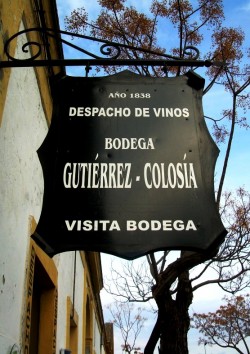 AÑO 1838
DESPACHO DE VINOS
BODEGA
GUTIÉRREZ - COLOSÍA
VISITA BODEGA